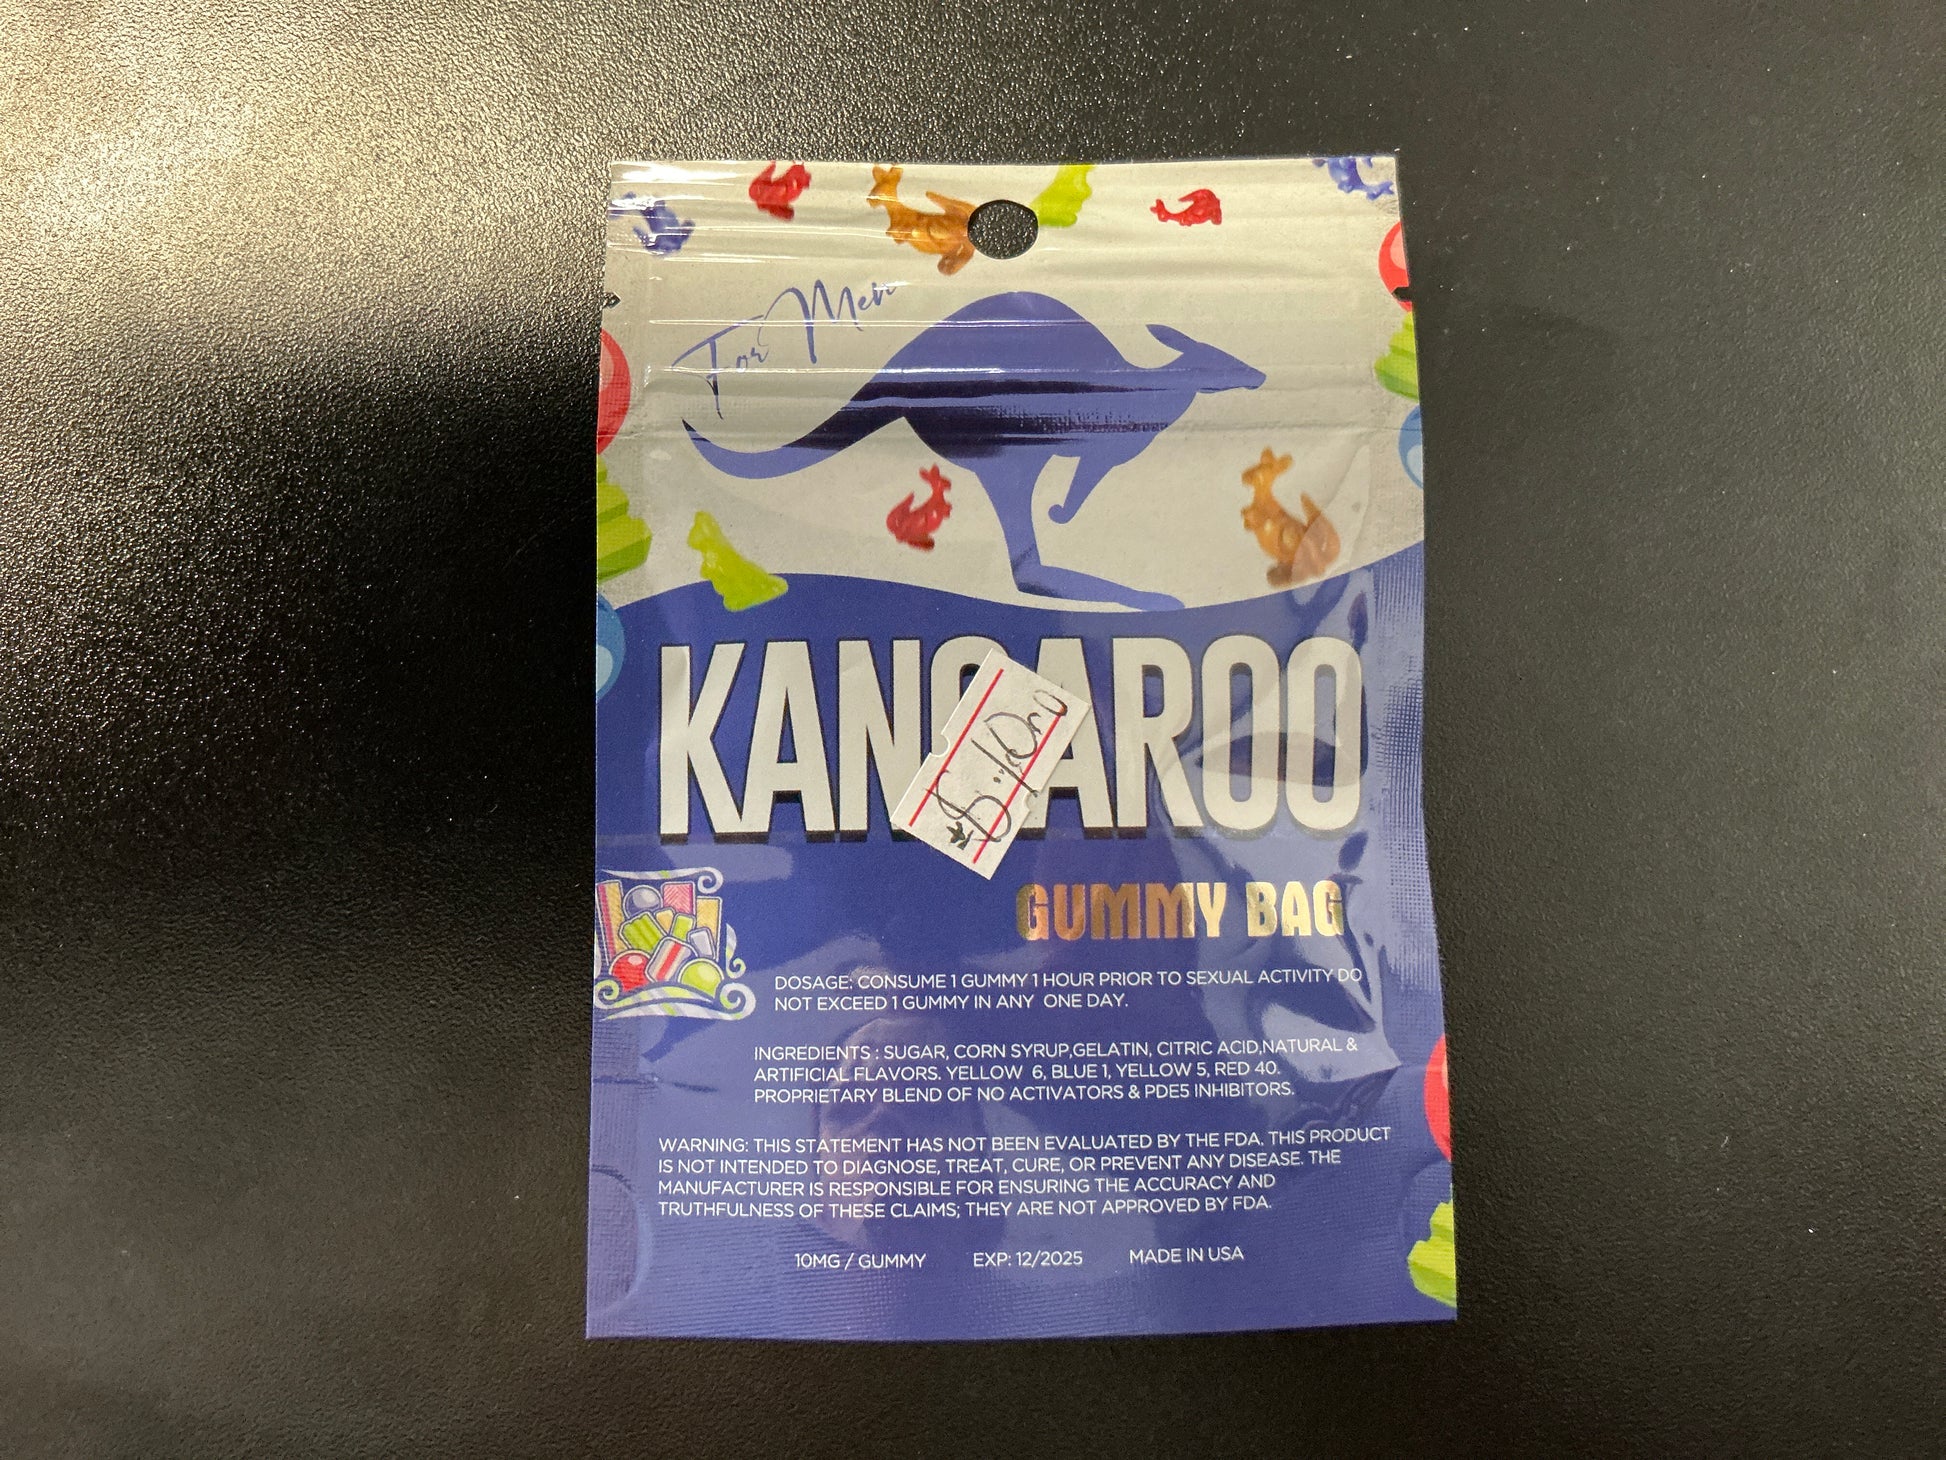 For Men
KANGAROO
GUMMY BAG
DOSAGE: CONSUME 1 GUMMY 1 HOUR PRIOR TO SEXUAL ACTIVITY DO
NOT EXCEED 1 GUMMY IN ANY ONE DAY.
INGREDIENTS : SUGAR, CORN SYRUP,GELATIN, CITRIC ACID,NATURAL &
ARTIFICIAL FLAVORS. YELLOW 6, BLUE 1, YELLOW 5, RED 40.
PROPRIETARY BLEND OF NO ACTIVATORS & PDE5 INHIBITORS.
WARNING: THIS STATEMENT HAS NOT BEEN EVALUATED BY THE FDA. THIS PRODUCT
IS NOT INTENDED TO DIAGNOSE, TREAT, CURE, OR PREVENT ANY DISEASE. THE
MANUFACTURER IS RESPONSIBLE FOR ENSURING THE ACCURACY AND
TRUTHFULNESS OF THESE CLAIMS; THEY ARE NOT APPROVED BY FDA.
10MG / GUMMY EXP: 12/2025 MADE IN USA